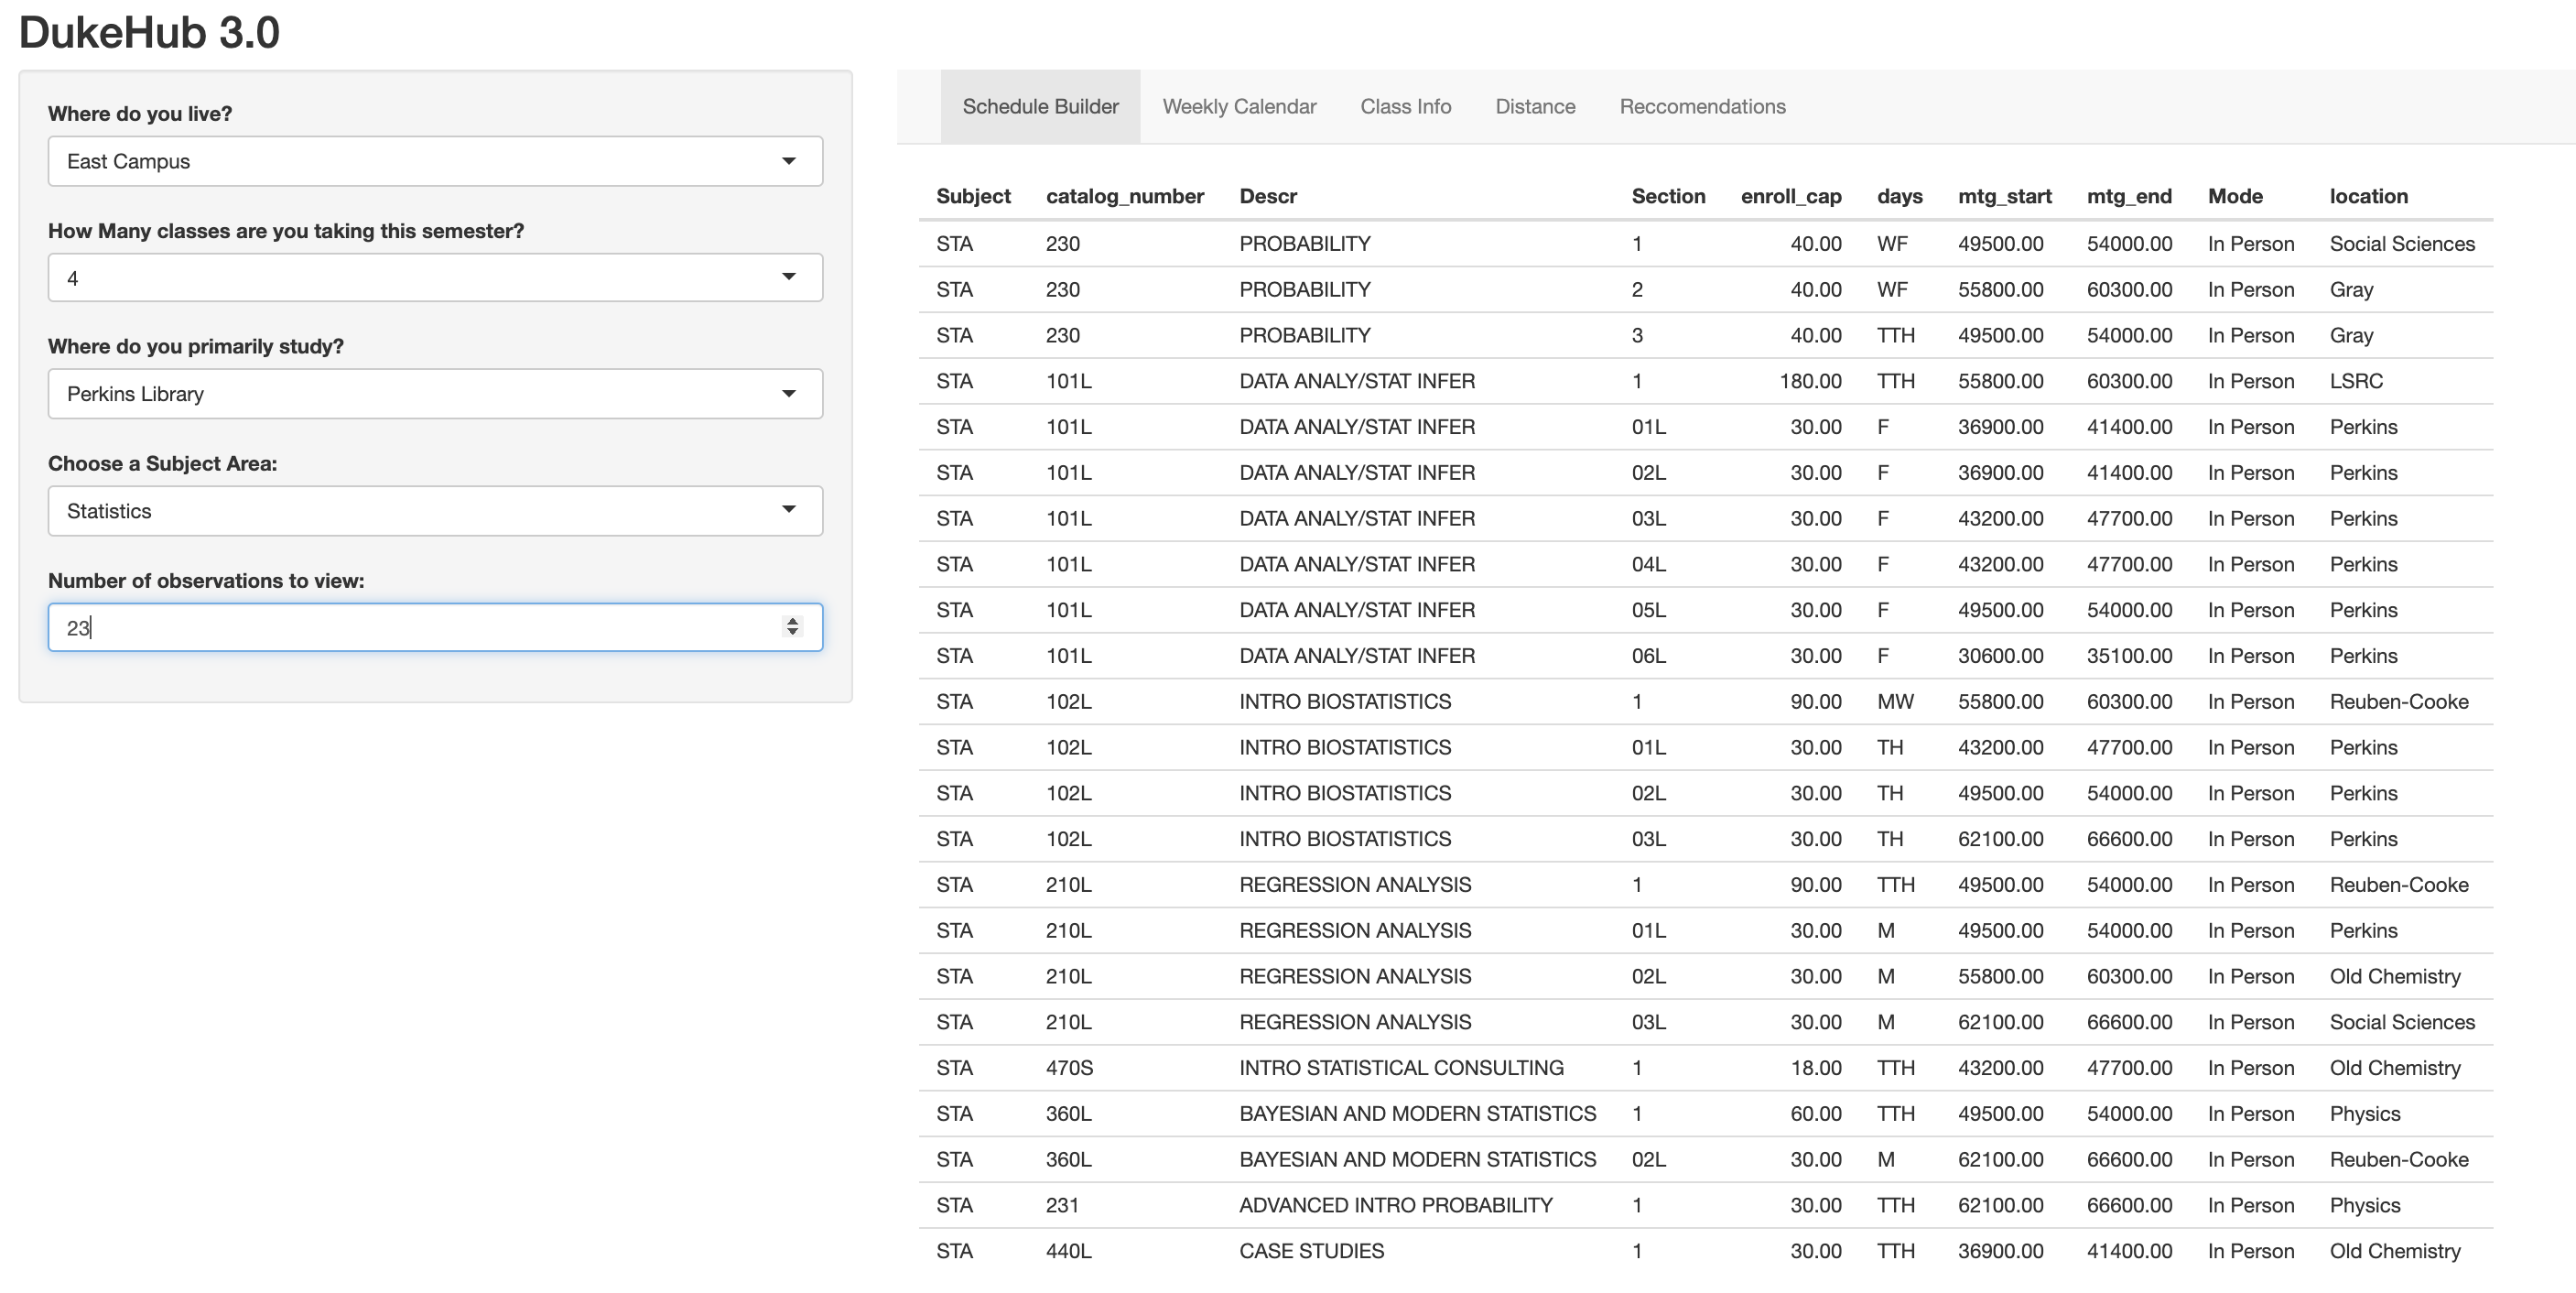 DukeHub 3.0
Where do you live?
East Campus
How Many classes are you taking this semester?
4
Where do you primarily study?
Perkins Library
Choose a Subject Area:
Statistics
Number of observations to view:
23
Schedule Builder Weekly Calendar Class Info Distance Reccomendations
Subject catalog_number Descr Section enroll_cap days mtg_start mtg_end Mode location
STA 230 PROBABILITY 1 40.00 WF 49500.00 54000.00 In Person Social Sciences
STA 230 PROBABILITY 2 40.00 WF 55800.00 60300.00 In Person Gray
STA 230 PROBABILITY 3 40.00 TTH 49500.00 54000.00 In Person Gray
STA 101L DATA ANALY/STAT INFER 1 180.00 TTH 55800.00 60300.00 In Person LSRC
STA 101L DATA ANALY/STAT INFER 01L 30.00 F 36900.00 41400.00 In Person Perkins
STA 101L DATA ANALY/STAT INFER 02L 30.00 F 36900.00 41400.00 In Person Perkins
STA 101L DATA ANALY/STAT INFER 03L 30.00 F 43200.00 47700.00 In Person Perkins
STA 101L DATA ANALY/STAT INFER 04L 30.00 F 43200.00 47700.00 In Person Perkins
STA 101L DATA ANALY/STAT INFER 05L 30.00 F 49500.00 54000.00 In Person Perkins
STA 101L DATA ANALY/STAT INFER 06L 30.00 F 30600.00 35100.00 In Person Perkins
STA 102L INTRO BIOSTATISTICS 1 90.00 MW 55800.00 60300.00 In Person Reuben-Cooke
STA 102L INTRO BIOSTATISTICS 01L 30.00 TH 43200.00 47700.00 In Person Perkins
STA 102L INTRO BIOSTATISTICS 02L 30.00 TH 49500.00 54000.00 In Person Perkins
STA 102L INTRO BIOSTATISTICS 03L 30.00 TH 62100.00 66600.00 In Person Perkins
STA 210L REGRESSION ANALYSIS 1 90.00 TTH 49500.00 54000.00 In Person Reuben-Cooke
STA 210L REGRESSION ANALYSIS 01L 30.00 M 49500.00 54000.00 In Person Perkins
STA 210L REGRESSION ANALYSIS 02L 30.00 M 55800.00 60300.00 In Person Old Chemistry
STA 210L REGRESSION ANALYSIS 03L 30.00 M 62100.00 66600.00 In Person Social Sciences
STA 470S INTRO STATISTICAL CONSULTING 1 18.00 TTH 43200.00 47700.00 In Person Old Chemistry
STA 360L BAYESIAN AND MODERN STATISTICS 1 60.00 TTH 49500.00 54000.00 In Person Physics
STA 360L BAYESIAN AND MODERN STATISTICS 02L 30.00 M 62100.00 66600.00 In Person Reuben-Cooke
STA 231 ADVANCED INTRO PROBABILITY 1 30.00 TTH 62100.00 66600.00 In Person Physics
STA 440L CASE STUDIES 1 30.00 TTH 36900.00 41400.00 In Person Old Chemistry